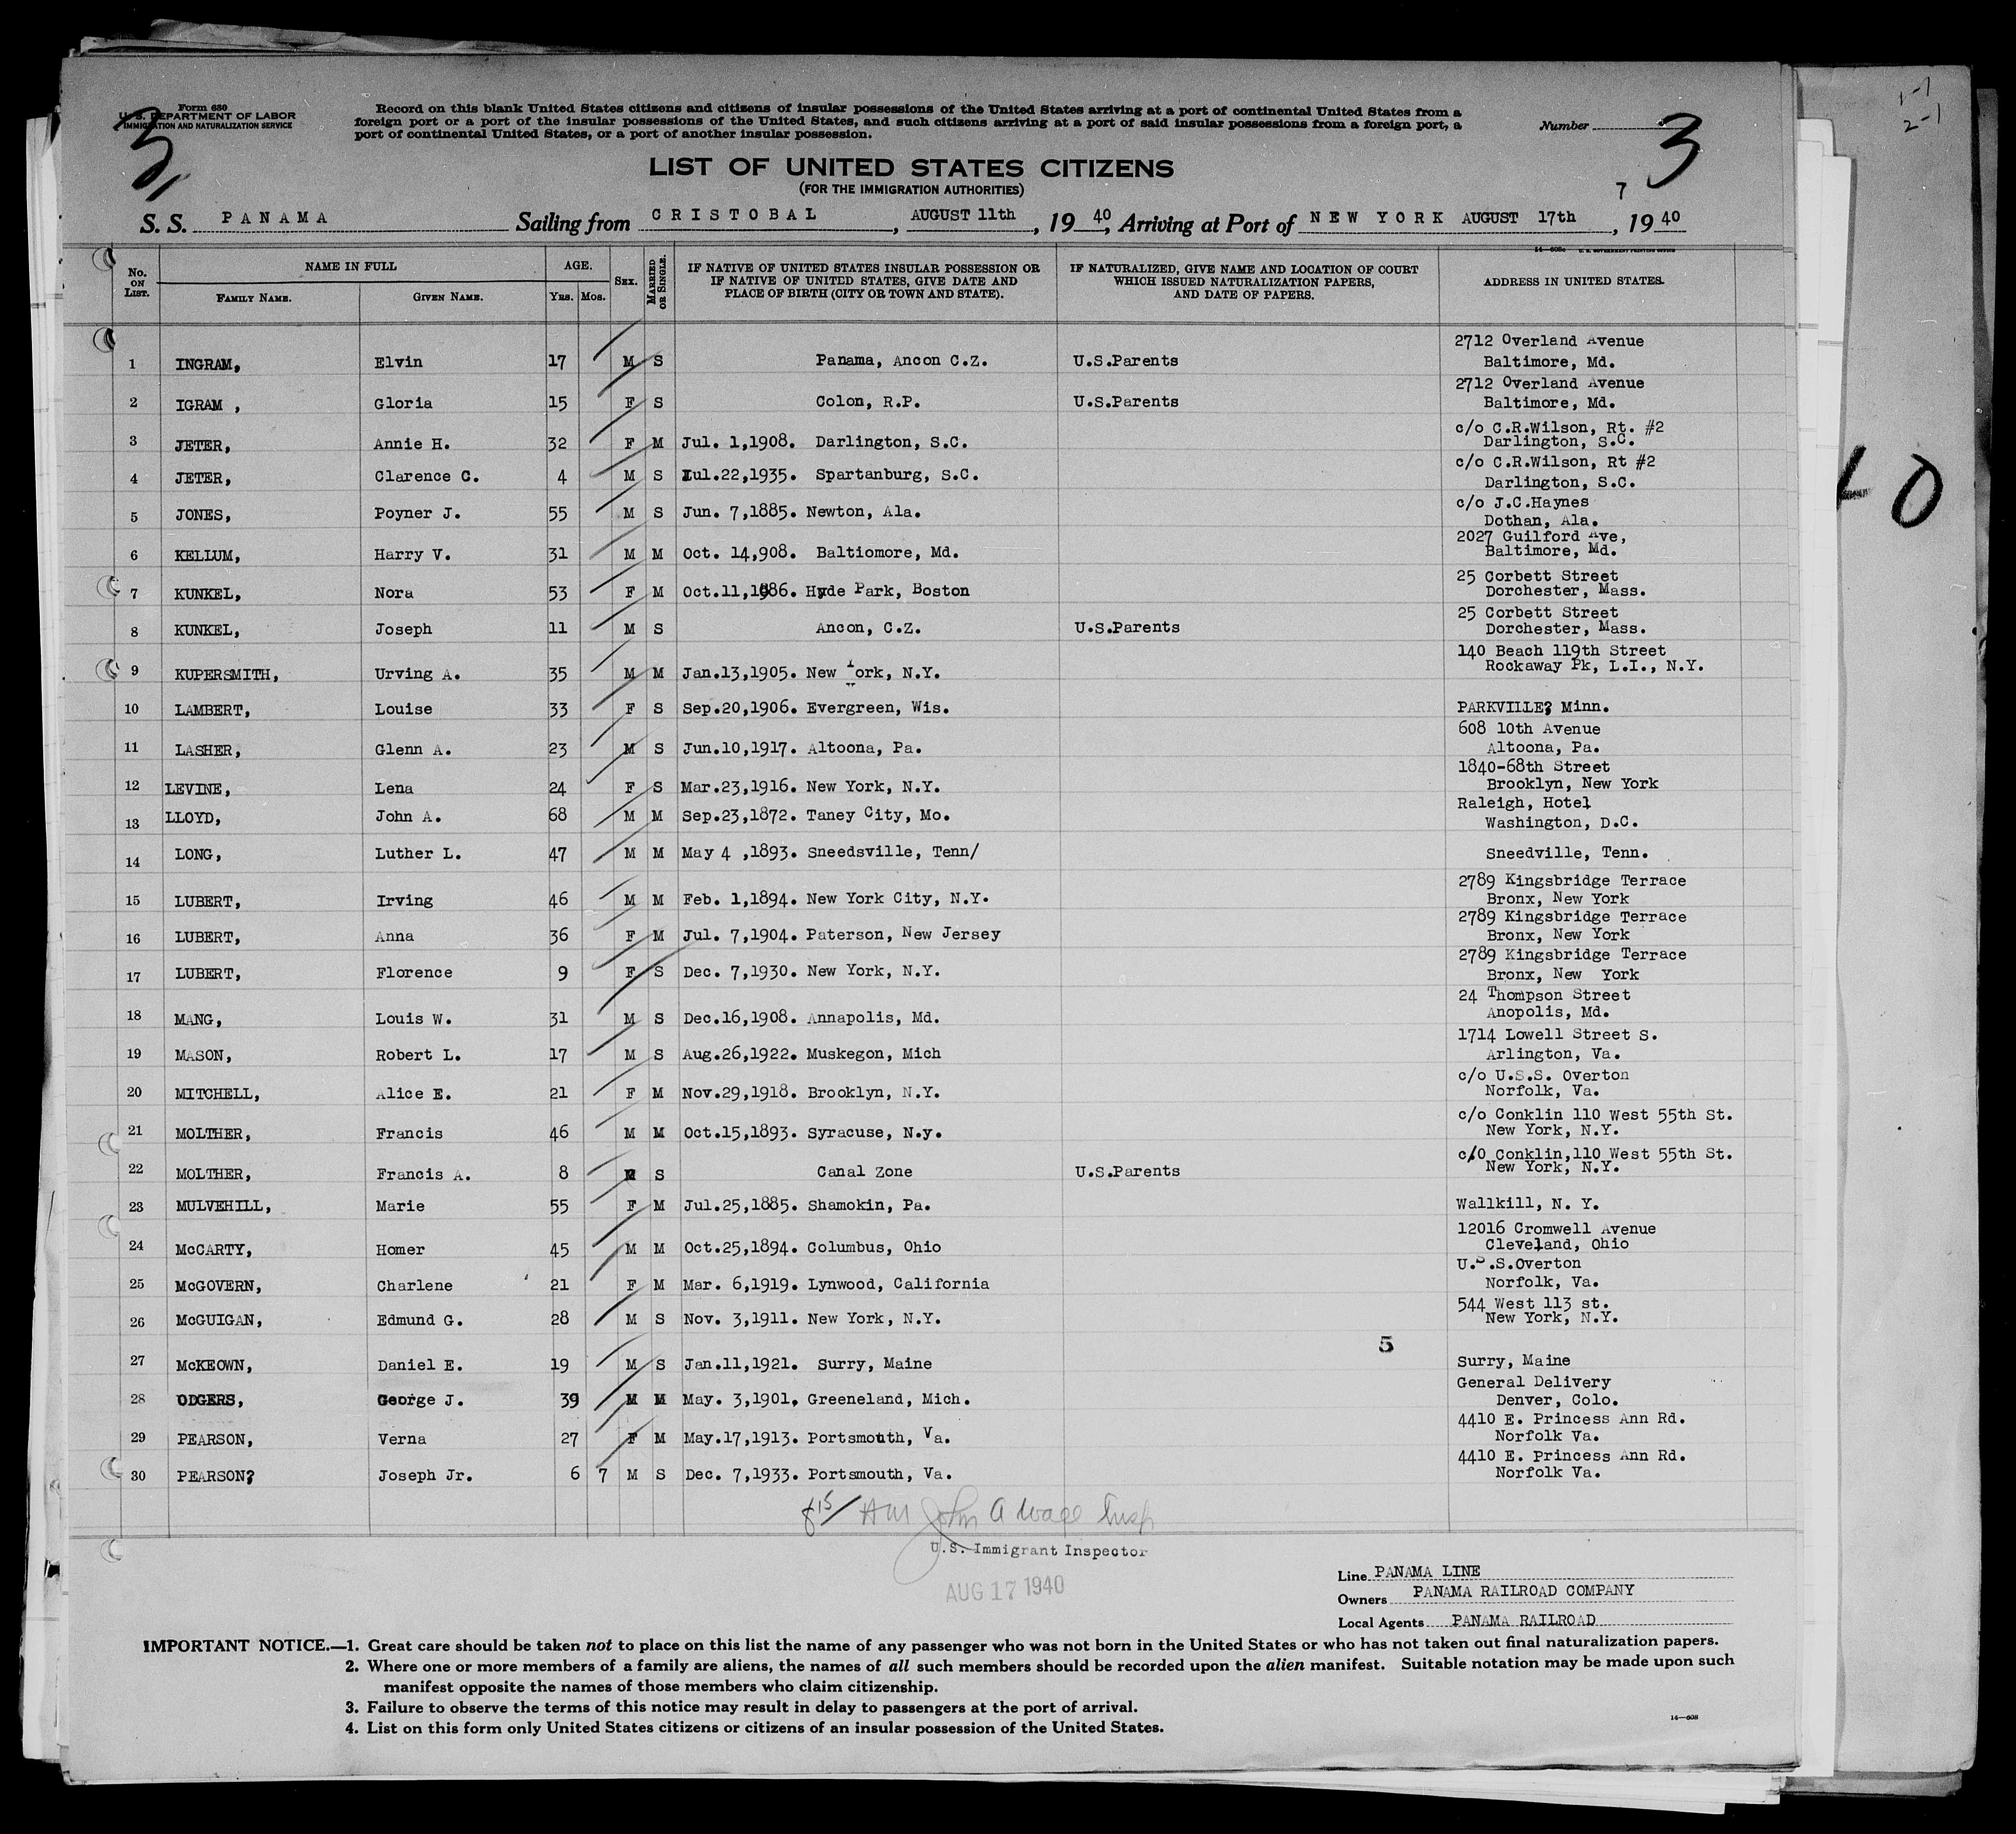 Form 630
U. S. DEPARTMENT OF LABOR
IMMIGRATION AND NATURALIZATION SERVICE
Record on this blank United States citizens and citizens of insular possessions of the United States arriving at a port of continental United States from a
foreign port or a port of the insular possessions of the United States, and such citizens arriving at a port of said insular possessions from a foreign port, a
port of continental United States, or a port of another insular possession.
Number
3
5
7
1-1
2-1
LIST OF UNITED STATES CITIZENS
(FOR THE IMMIGRATION AUTHORITIES)
S. S. PANAMA Sailing from CRISTOBAL, AUGUST 11th, 1940, Arriving at Port of NEW YORK AUGUST 17th, 1940
No. ON LIST. NAME IN FULL FAMILY NAME. GIVEN NAME. AGE. YRS. MOS. SEX. MARRIED OR SINGLE. IF NATIVE OF UNITED STATES INSULAR POSSESSION OR IF NATIVE OF UNITED STATES, GIVE DATE AND PLACE OF BIRTH (CITY OR TOWN AND STATE). IF NATURALIZED, GIVE NAME AND LOCATION OF COURT WHICH ISSUED NATURALIZATION PAPERS, AND DATE OF PAPERS. ADDRESS IN UNITED STATES.
1 INGRAM, Elvin 17 M S Panama, Ancon C.Z. U.S.Parents 2712 Overland Avenue Baltimore, Md.
2 IGRAM , Gloria 15 F S Colon, R.P. U.S.Parents 2712 Overland Avenue Baltimore, Md.
3 JETER, Annie H. 32 F M Jul. 1,1908. Darlington, S.C. c/o C.R.Wilson, Rt. #2 Darlington, S.C.
4 JETER, Clarence C. 4 M S Iul.22,1935. Spartanburg, S.C. c/o C.R.Wilson, Rt #2 Darlington, S.C.
5 JONES, Poyner J. 55 M S Jun. 7,1885. Newton, Ala. c/o J.C.Haynes Dothan, Ala.
6 KELLUM, Harry V. 31 M M Oct. 14,908. Baltiomore, Md. 2027 Guilford Ave, Baltimore, Md.
7 KUNKEL, Nora 53 F M Oct.11,1886. Hyde Park, Boston 25 Corbett Street Dorchester, Mass.
8 KUNKEL, Joseph 11 M S Ancon, C.Z. U.S.Parents 25 Corbett Street Dorchester, Mass.
9 KUPERSMITH, Urving A. 35 M M Jan.13,1905. New York, N.Y. 140 Beach 119th Street Rockaway Pk, L.I., N.Y.
10 LAMBERT, Louise 33 F S Sep.20,1906. Evergreen, Wis. PARKVILLE? Minn.
11 LASHER, Glenn A. 23 M S Jun.10,1917. Altoona, Pa. 608 10th Avenue Altoona, Pa.
12 LEVINE, Lena 24 F S Mar.23,1916. New York, N.Y. 1840-68th Street Brooklyn, New York
13 LLOYD, John A. 68 M M Sep.23,1872. Taney City, Mo. Raleigh, Hotel Washington, D.C.
14 LONG, Luther L. 47 M M May 4 ,1893. Sneedsville, Tenn/ Sneedville, Tenn.
15 LUBERT, Irving 46 M M Feb. 1,1894. New York City, N.Y. 2789 Kingsbridge Terrace Bronx, New York
16 LUBERT, Anna 36 F M Jul. 7,1904. Paterson, New Jersey 2789 Kingsbridge Terrace Bronx, New York
17 LUBERT, Florence 9 F S Dec. 7,1930. New York, N.Y. 2789 Kingsbridge Terrace Bronx, New York
18 MANG, Louis W. 31 M S Dec.16,1908. Annapolis, Md. 24 Thompson Street Anopolis, Md.
19 MASON, Robert L. 17 M S Aug.26,1922. Muskegon, Mich 1714 Lowell Street S. Arlington, Va.
20 MITCHELL, Alice E. 21 F M Nov.29,1918. Brooklyn, N.Y. c/o U.S.S. Overton Norfolk, Va.
21 MOLTHER, Francis 46 M M Oct.15,1893. Syracuse, N.y. c/o Conklin 110 West 55th St. New York, N.Y.
22 MOLTHER, Francis A. 8 M S Canal Zone U.S.Parents c/O Conklin,110 West 55th St. New York, N.Y.
23 MULVEHILL, Marie 55 F M Jul.25,1885. Shamokin, Pa. Wallkill, N. Y.
24 McCARTY, Homer 45 M M Oct.25,1894. Columbus, Ohio 12016 Cromwell Avenue Cleveland, Ohio
25 McGOVERN, Charlene 21 F M Mar. 6,1919. Lynwood, California U.S.S.Overton Norfolk, Va.
26 McGUIGAN, Edmund G. 28 M S Nov. 3,1911. New York, N.Y. 544 West 113 st. New York, N.Y.
5
27 McKEOWN, Daniel E. 19 M S Jan.11,1921. Surry, Maine Surry, Maine
28 ODGERS, George J. 39 M M May. 3,1901, Greeneland, Mich. General Delivery Denver, Colo.
29 PEARSON, Verna 27 F M May.17,1913. Portsmouth, Va. 4410 E. Princess Ann Rd. Norfolk Va.
30 PEARSON? Joseph Jr. 6 7 M S Dec. 7,1933. Portsmouth, Va. 4410 E. Princess Ann Rd. Norfolk Va.
John A Insp
U.S. Immigrant Inspector
AUG 17 1940
Line PANAMA LINE
Owners PANAMA RAILROAD COMPANY
Local Agents PANAMA RAILROAD
IMPORTANT NOTICE.—1. Great care should be taken not to place on this list the name of any passenger who was not born in the United States or who has not taken out final naturalization papers.
2. Where one or more members of a family are aliens, the names of all such members should be recorded upon the alien manifest. Suitable notation may be made upon such
manifest opposite the names of those members who claim citizenship.
3. Failure to observe the terms of this notice may result in delay to passengers at the port of arrival.
4. List on this form only United States citizens or citizens of an insular possession of the United States.
14—608